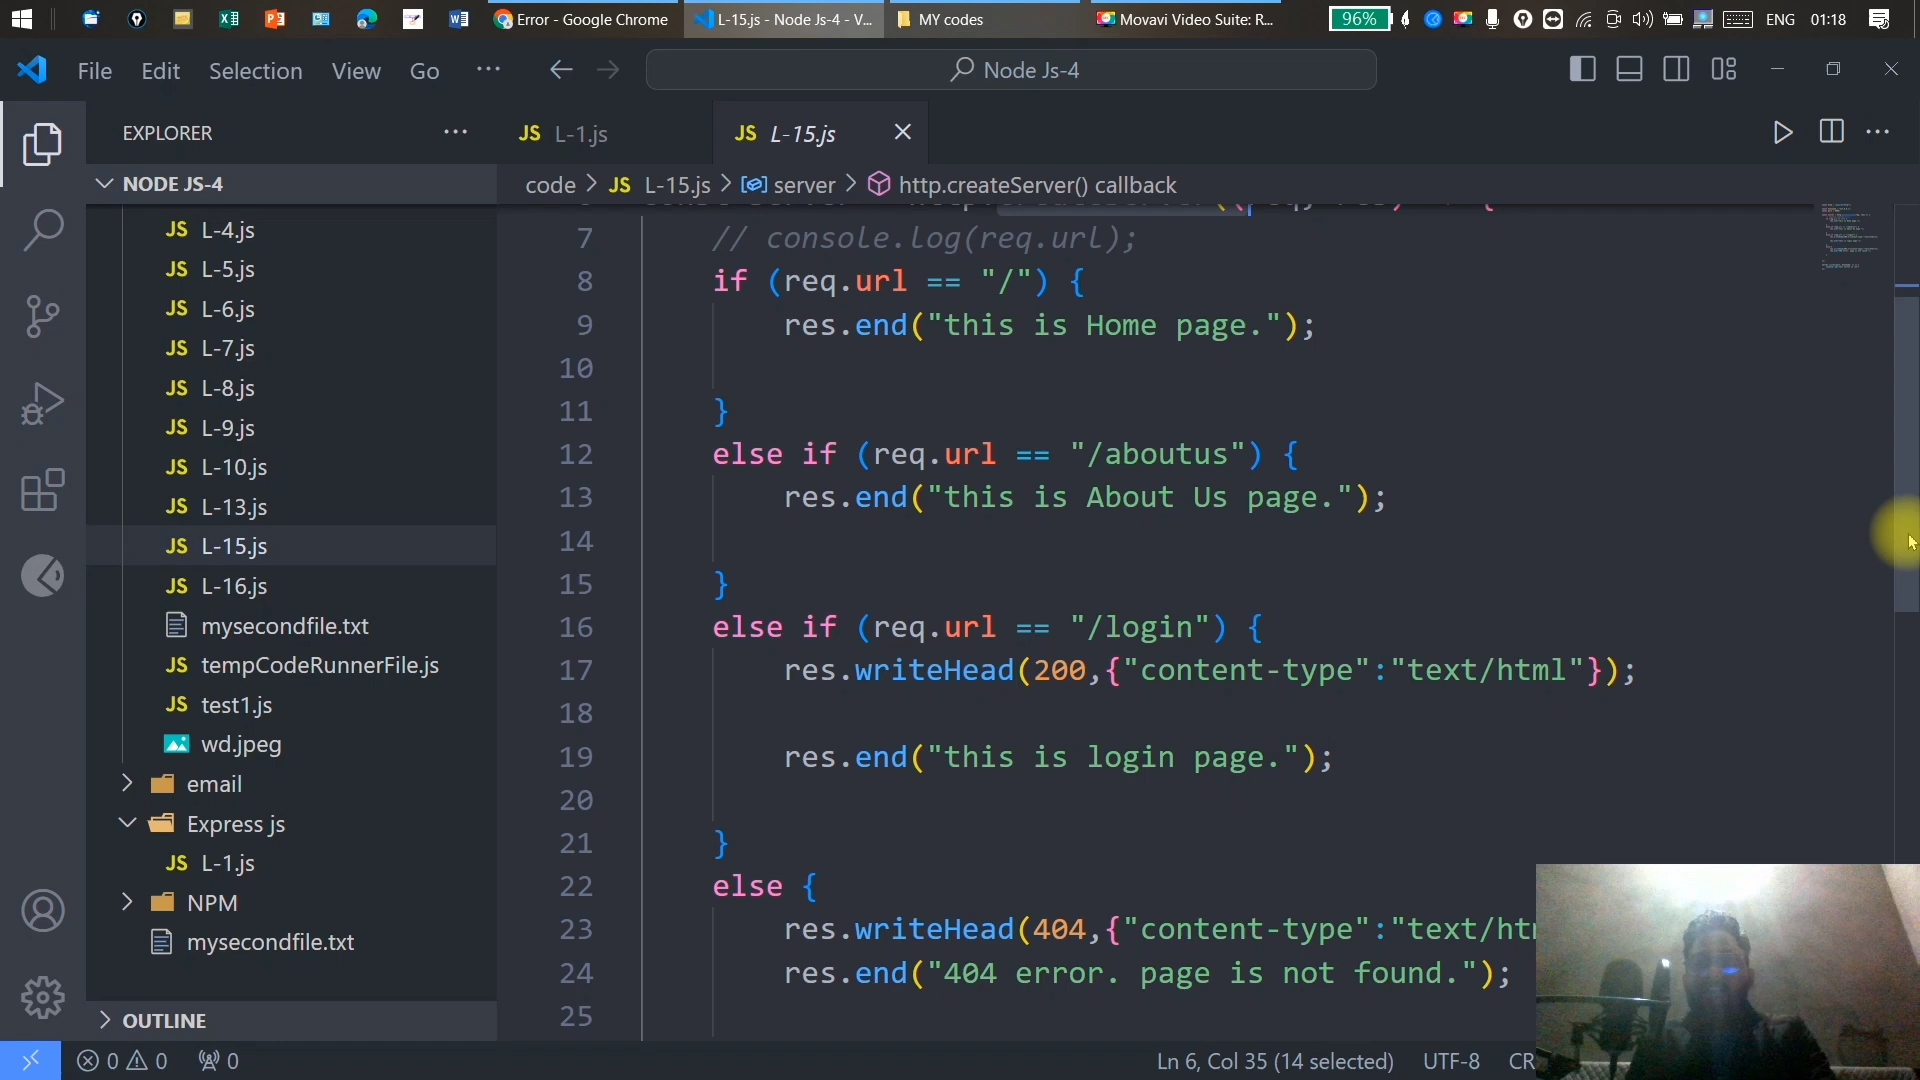 Error - Google Chrome
L-15.js - Node Js-4 - V...
MY codes
Movavi Video Suite: R...
96%
ENG
01:18
File
Edit
Selection
View
Go
Node Js-4
EXPLORER
JS L-1.js
JS L-15.js
NODE JS-4
code > JS L-15.js > server > http.createServer() callback
JS L-4.js
JS L-5.js
JS L-6.js
JS L-7.js
JS L-8.js
JS L-9.js
JS L-10.js
JS L-13.js
JS L-15.js
JS L-16.js
mysecondfile.txt
JS tempCodeRunnerFile.js
JS test1.js
wd.jpeg
email
Express js
JS L-1.js
NPM
mysecondfile.txt
OUTLINE
7 // console.log(req.url);
8 if (req.url == "/") {
9 res.end("this is Home page.");
10
11 }
12 else if (req.url == "/aboutus") {
13 res.end("this is About Us page.");
14
15 }
16 else if (req.url == "/login") {
17 res.writeHead(200,{"content-type":"text/html"});
18
19 res.end("this is login page.");
20
21 }
22 else {
23 res.writeHead(404,{"content-type":"text/ht
24 res.end("404 error. page is not found.");
25
0 0
0
Ln 6, Col 35 (14 selected)
UTF-8
CR